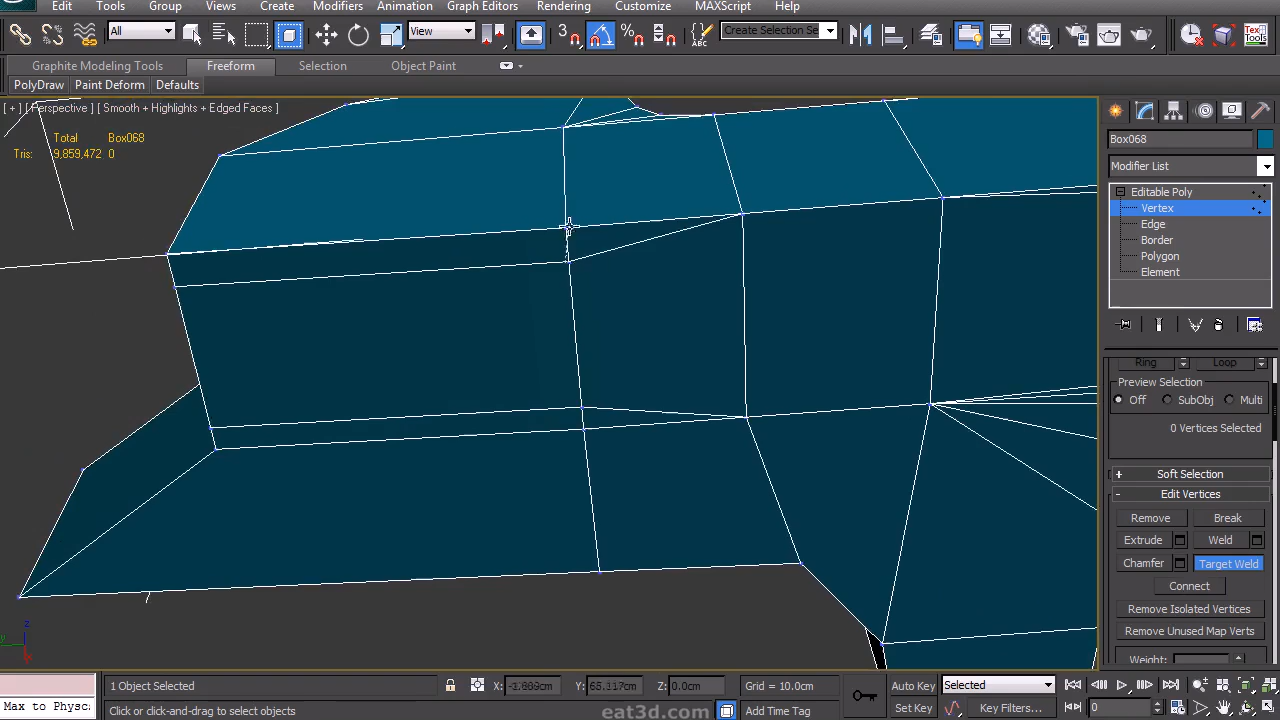 Edit Tools Group Views Create Modifiers Animation Graph Editors Rendering Customize MAXScript Help
All View 3 Create Selection Se
Graphite Modeling Tools Freeform Selection Object Paint
PolyDraw Paint Deform Defaults
[ + ] [ Perspective ] [ Smooth + Highlights + Edged Faces ]
Total Box068
Tris: 9,859,472 0
Box068
Modifier List
Editable Poly
Vertex
Edge
Border
Polygon
Element
Ring Loop
Preview Selection
Off SubObj Multi
0 Vertices Selected
+ Soft Selection
- Edit Vertices
Remove Break
Extrude Weld
Chamfer Target Weld
Connect
Remove Isolated Vertices
Remove Unused Map Verts
Weight:
z
y
x
1 Object Selected X: Y: Z: 0.0cm Grid = 10.0cm Auto Key Selected
Max to Physc Click or click-and-drag to select objects eat3d.com Add Time Tag Set Key Key Filters... 0